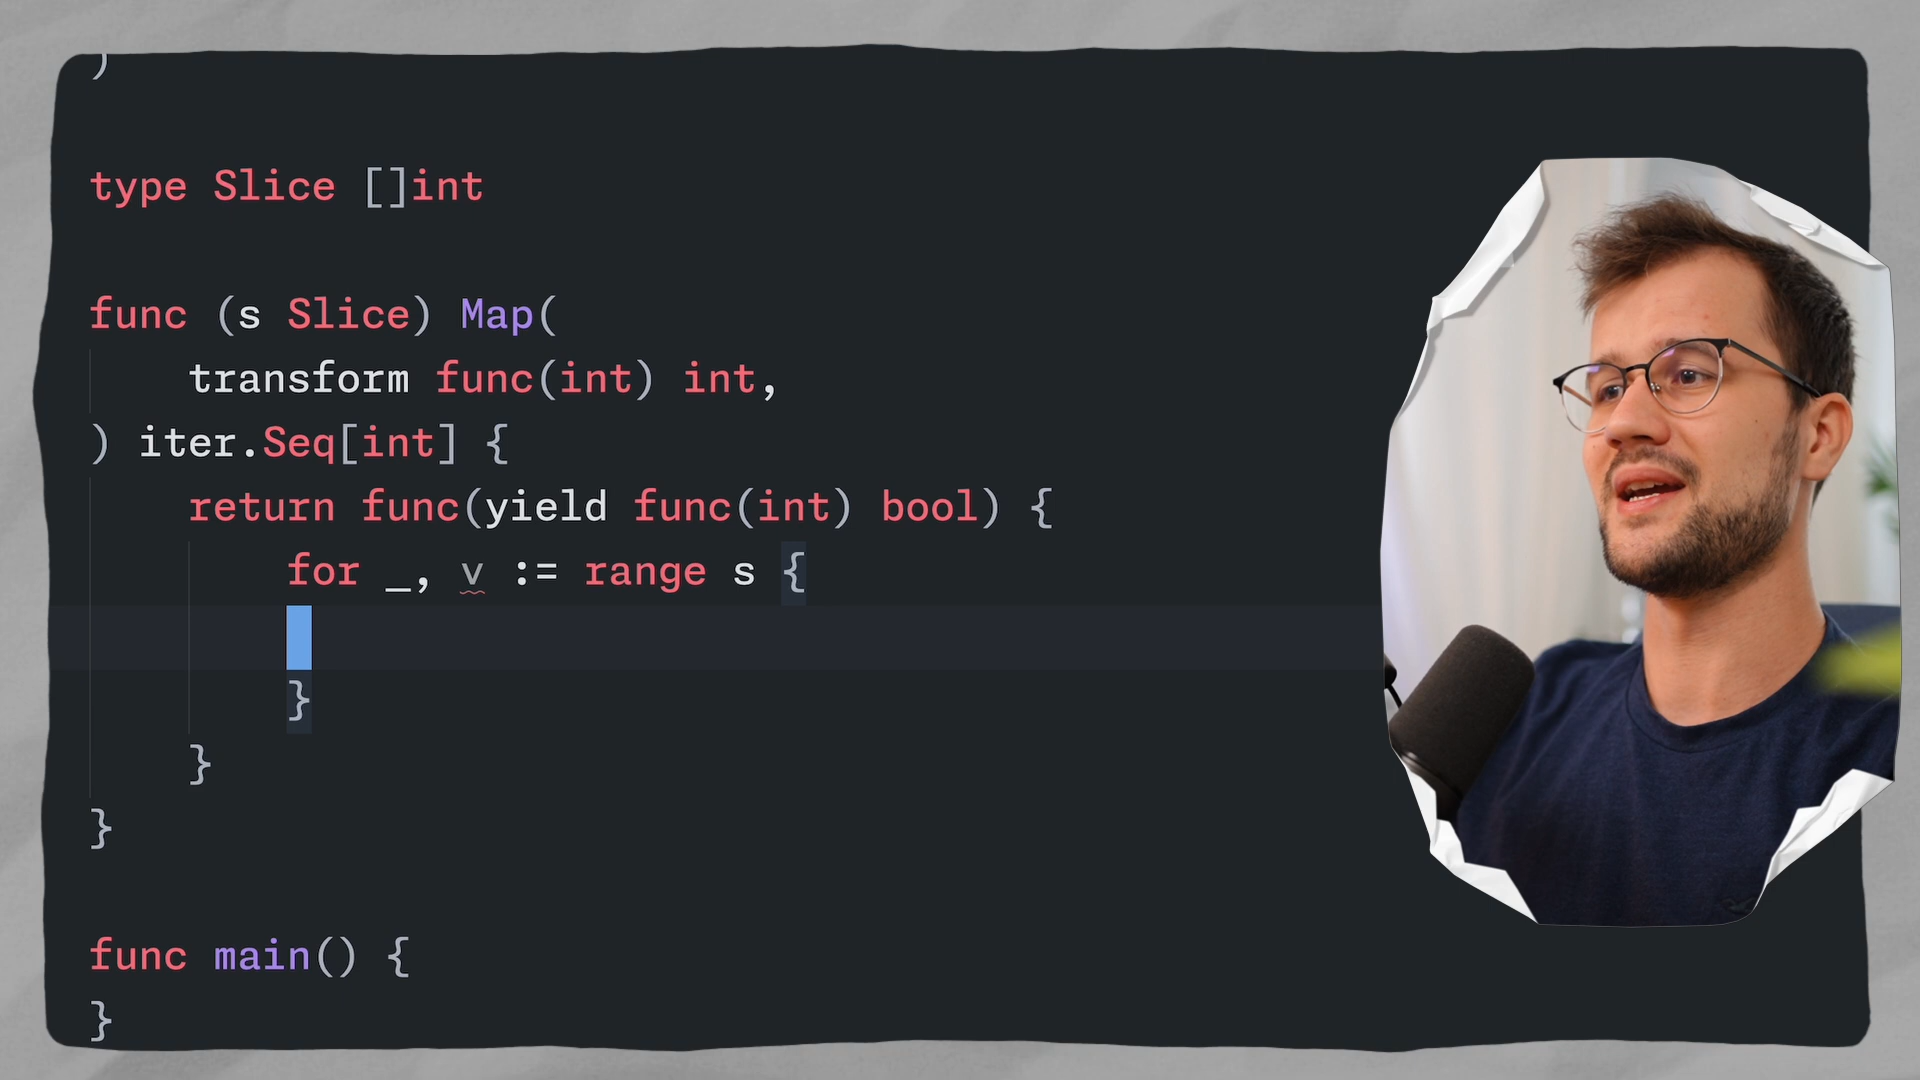 )
type Slice []int
func (s Slice) Map(
    transform func(int) int,
) iter.Seq[int] {
    return func(yield func(int) bool) {
        for _, v := range s {
        }
    }
}
func main() {
}